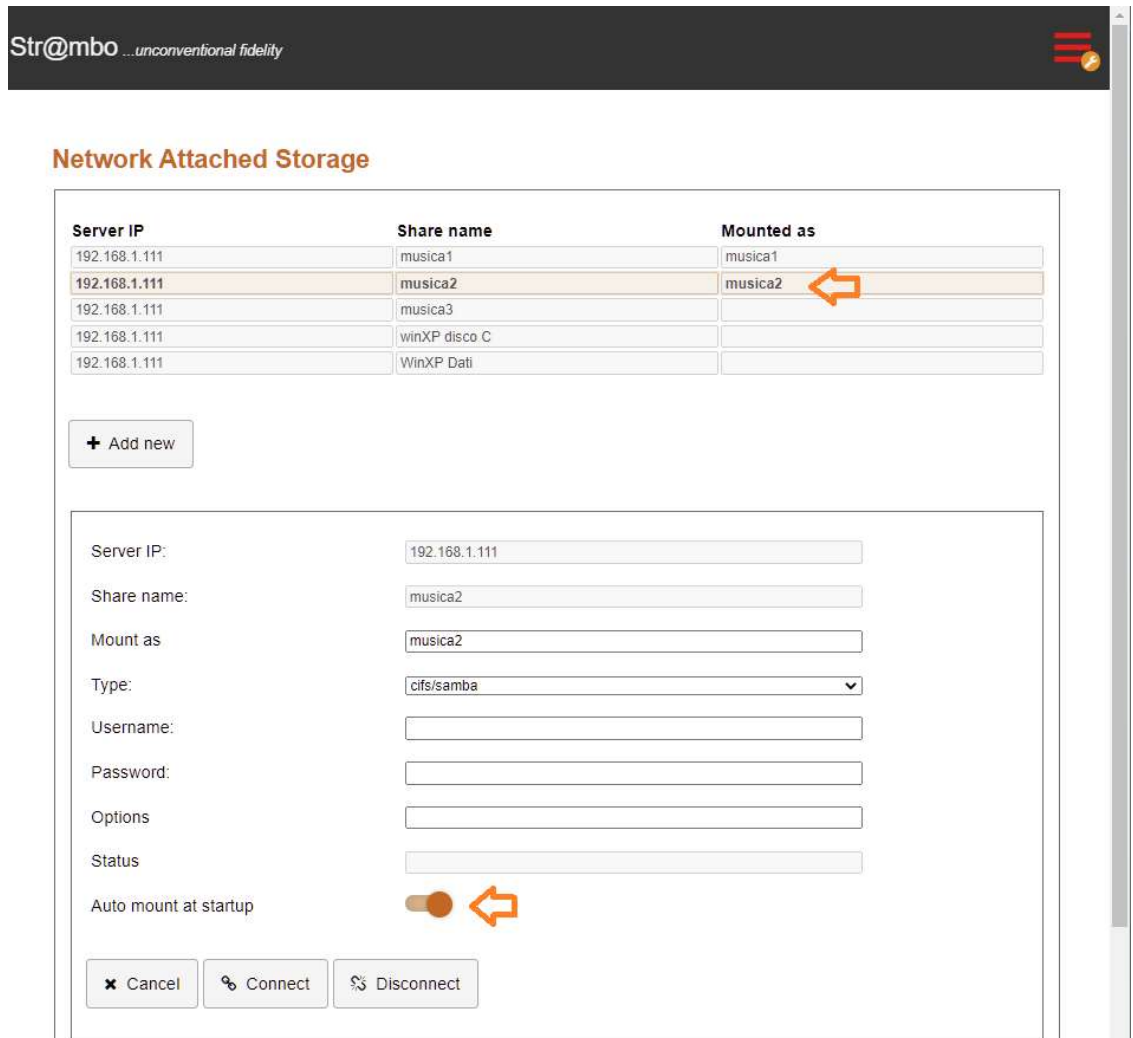 Str@mbo ...unconventional fidelity
Network Attached Storage
Server IP Share name Mounted as
192.168.1.111 musica1 musica1
192.168.1.111 musica2 musica2
192.168.1.111 musica3
192.168.1.111 winXP disco C
192.168.1.111 WinXP Dati
+ Add new
Server IP: 192.168.1.111
Share name: musica2
Mount as musica2
Type: cifs/samba
Username:
Password:
Options
Status
Auto mount at startup
Cancel Connect Disconnect